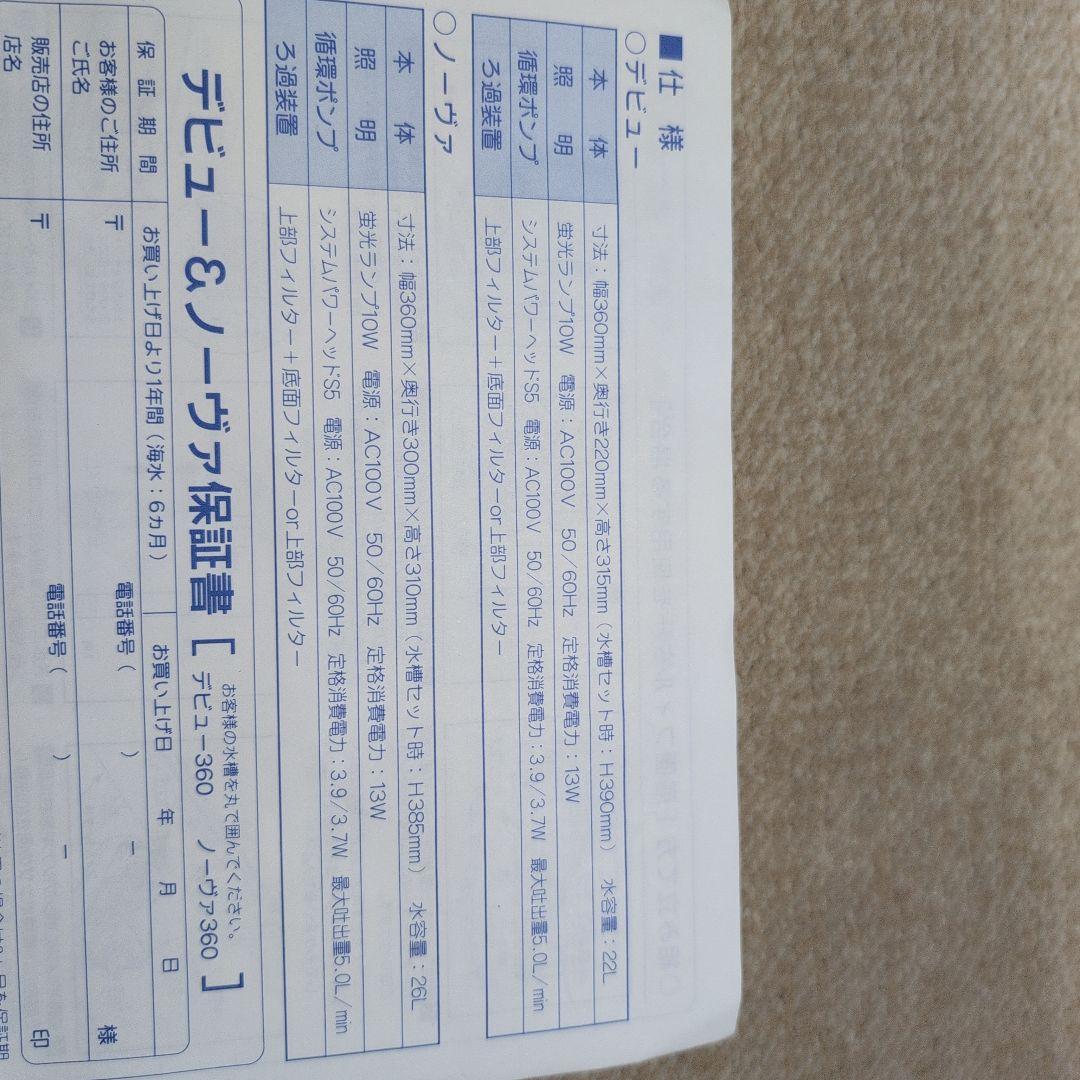 ■仕様
○デビュー
本体 寸法：幅360mm×奥行き220mm×高さ315mm（水槽セット時：H390mm） 水容量：22L
照明 蛍光ランプ10W 電源：AC100V 50／60Hz 定格消費電力：13W
循環ポンプ システムパワーヘッドS5 電源：AC100V 50／60Hz 定格消費電力：3.9／3.7W 最大吐出量5.0L／min
ろ過装置 上部フィルター＋底面フィルターor上部フィルター
○ノーヴァ
本体 寸法：幅360mm×奥行き300mm×高さ310mm（水槽セット時：H385mm） 水容量：26L
照明 蛍光ランプ10W 電源：AC100V 50／60Hz 定格消費電力：13W
循環ポンプ システムパワーヘッドS5 電源：AC100V 50／60Hz 定格消費電力：3.9／3.7W 最大吐出量5.0L／min
ろ過装置 上部フィルター＋底面フィルターor上部フィルター
お客様の水槽を丸で囲んでください。
デビュー&ノーヴァ保証書［デビュー360 ノーヴァ360］
保証期間 お買い上げ日より1年間（海水：6カ月） お買い上げ日 年 月 日
お客様のご住所 〒 電話番号（ ） －
ご氏名 様
販売店の住所 〒 電話番号（ ） －
店名 印